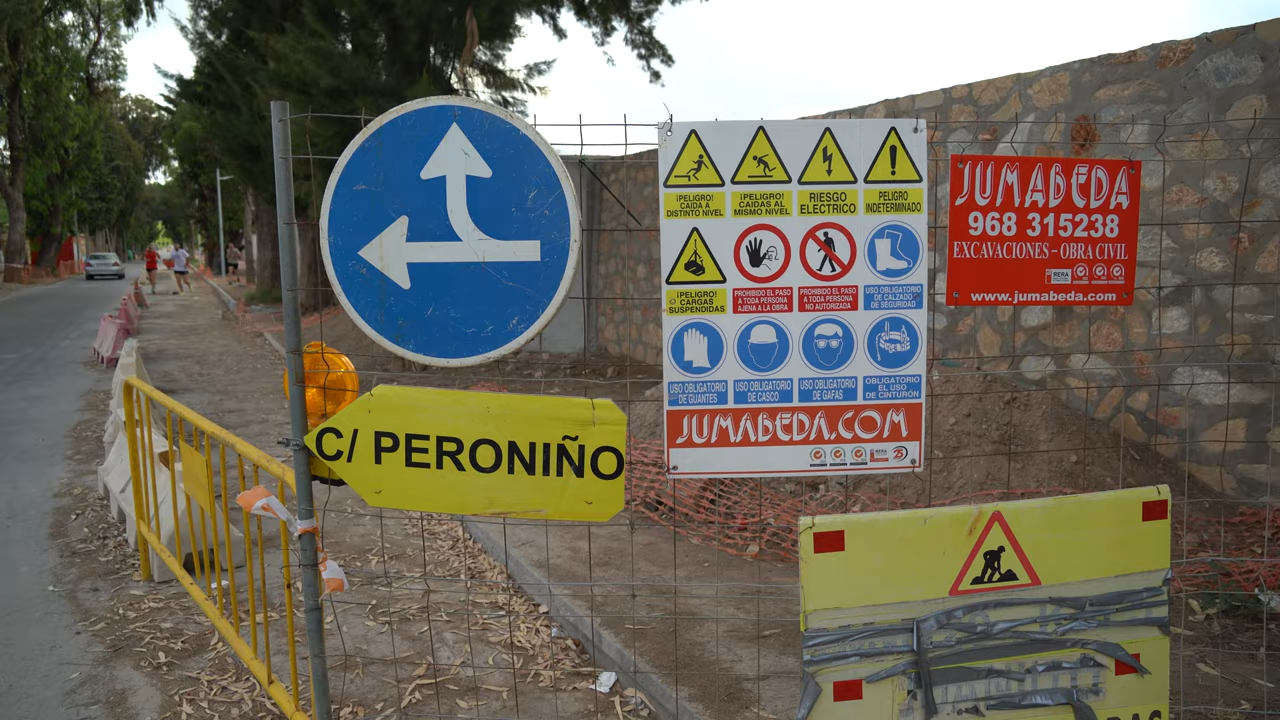 C/ PERONIÑO
¡PELIGRO!
CAIDA A
DISTINTO NIVEL
¡PELIGRO!
CAIDAS AL
MISMO NIVEL
RIESGO
ELECTRICO
PELIGRO
INDETERMINADO
¡PELIGRO!
CARGAS
SUSPENDIDAS
PROHIBIDO EL PASO
A TODA PERSONA
AJENA A LA OBRA
PROHIBIDO EL PASO
A TODA PERSONA
NO AUTORIZADA
USO OBLIGATORIO
DE CALZADO
DE SEGURIDAD
USO OBLIGATORIO
DE GUANTES
USO OBLIGATORIO
DE CASCO
USO OBLIGATORIO
DE GAFAS
OBLIGATORIO
EL USO
DE CINTURÓN
JUMABEDA.COM
JUMABEDA
968 315238
EXCAVACIONES - OBRA CIVIL
RERA
www.jumabeda.com